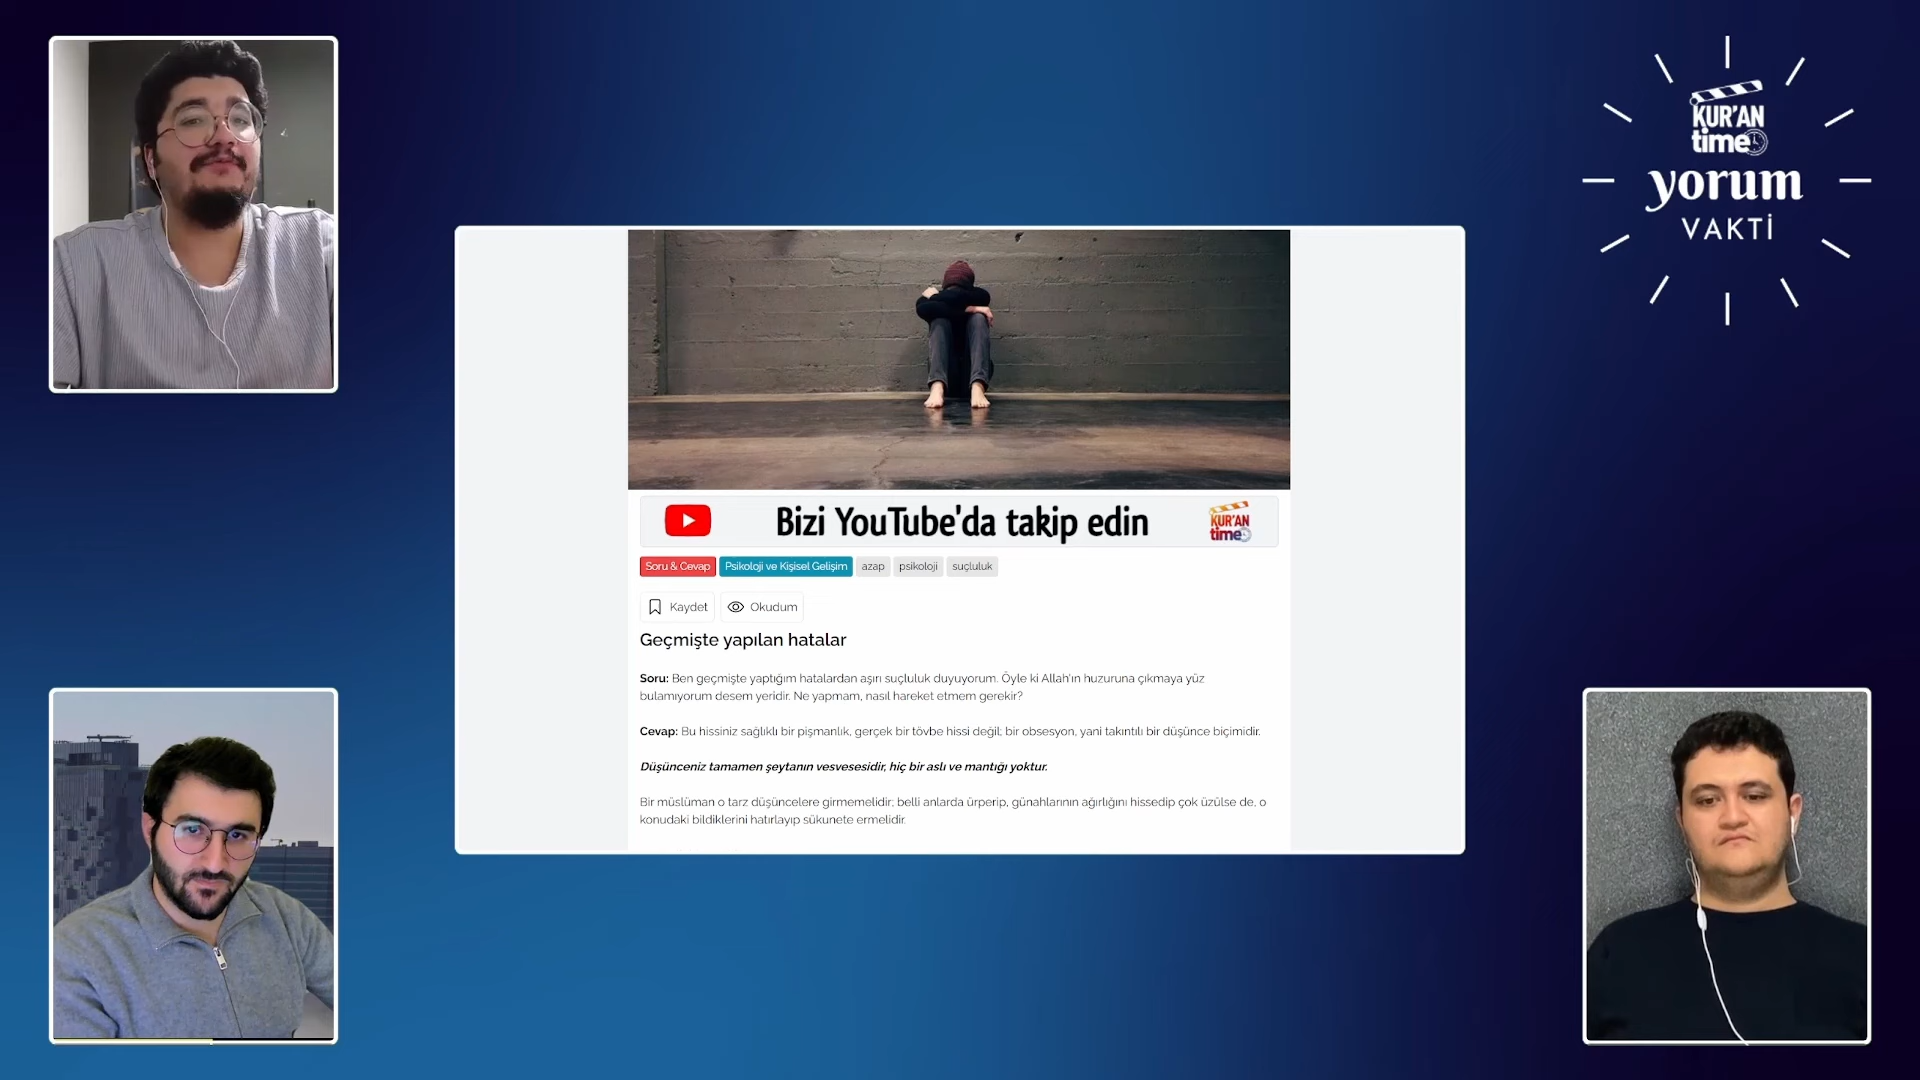 KUR'AN
time
yorum
VAKTİ
Bizi YouTube'da takip edin
KUR'AN
time
Soru & Cevap
Psikoloji ve Kişisel Gelişim
azap
psikoloji
suçluluk
Kaydet
Okudum
Geçmişte yapılan hatalar
Soru: Ben geçmişte yaptığım hatalardan aşırı suçluluk duyuyorum. Öyle ki Allah'ın huzuruna çıkmaya yüz
bulamıyorum desem yeridir. Ne yapmam, nasıl hareket etmem gerekir?
Cevap: Bu hissiniz sağlıklı bir pişmanlık, gerçek bir tövbe hissi değil; bir obsesyon, yani takıntılı bir düşünce biçimidir.
Düşünceniz tamamen şeytanın vesvesesidir, hiç bir aslı ve mantığı yoktur.
Bir müslüman o tarz düşüncelere girmemelidir; belli anlarda ürperip, günahlarının ağırlığını hissedip çok üzülse de, o
konudaki bildiklerini hatırlayıp sükunete ermelidir.